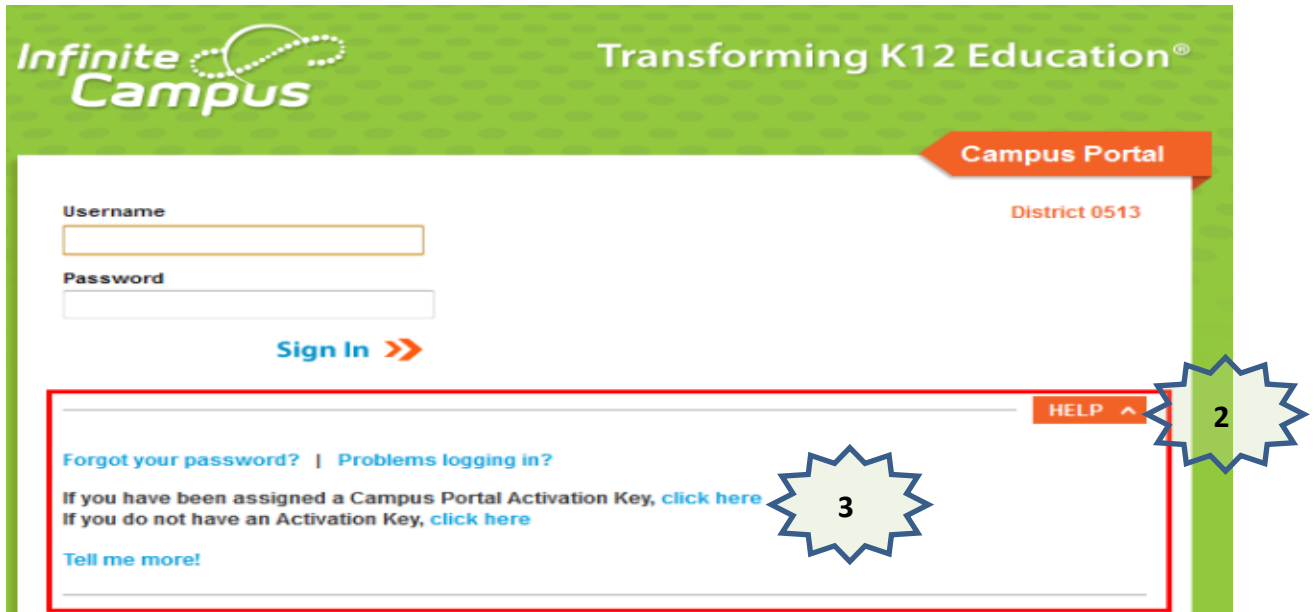 Infinite
Campus
Transforming K12 Education®
Campus Portal
Username
District 0513
Password
Sign In
HELP
2
Forgot your password? | Problems logging in?
If you have been assigned a Campus Portal Activation Key, click here
3
If you do not have an Activation Key, click here
Tell me more!